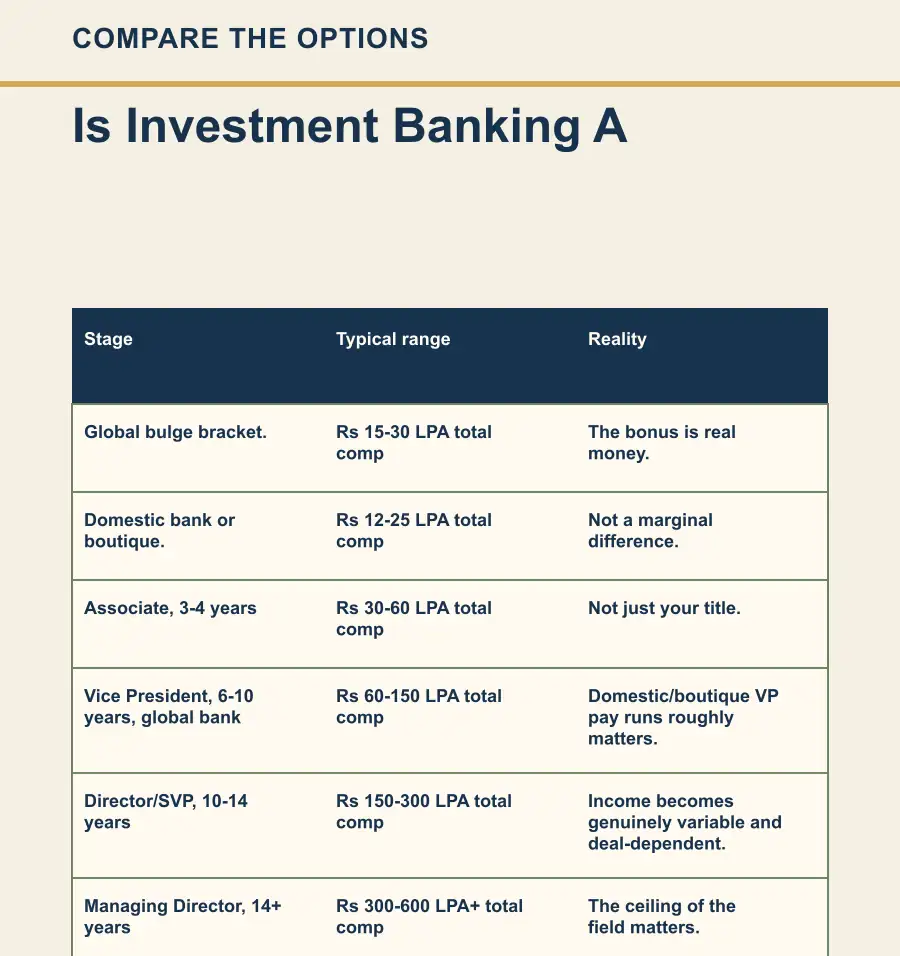 COMPARE THE OPTIONS
Is Investment Banking A
Stage
Typical range
Reality
Global bulge bracket.
Rs 15-30 LPA total
comp
The bonus is real
money.
Domestic bank or
boutique.
Rs 12-25 LPA total
comp
Not a marginal
difference.
Associate, 3-4 years
Rs 30-60 LPA total
comp
Not just your title.
Vice President, 6-10
years, global bank
Rs 60-150 LPA total
comp
Domestic/boutique VP
pay runs roughly
matters.
Director/SVP, 10-14
years
Rs 150-300 LPA total
comp
Income becomes
genuinely variable and
deal-dependent.
Managing Director, 14+
years
Rs 300-600 LPA+ total
comp
The ceiling of the
field matters.